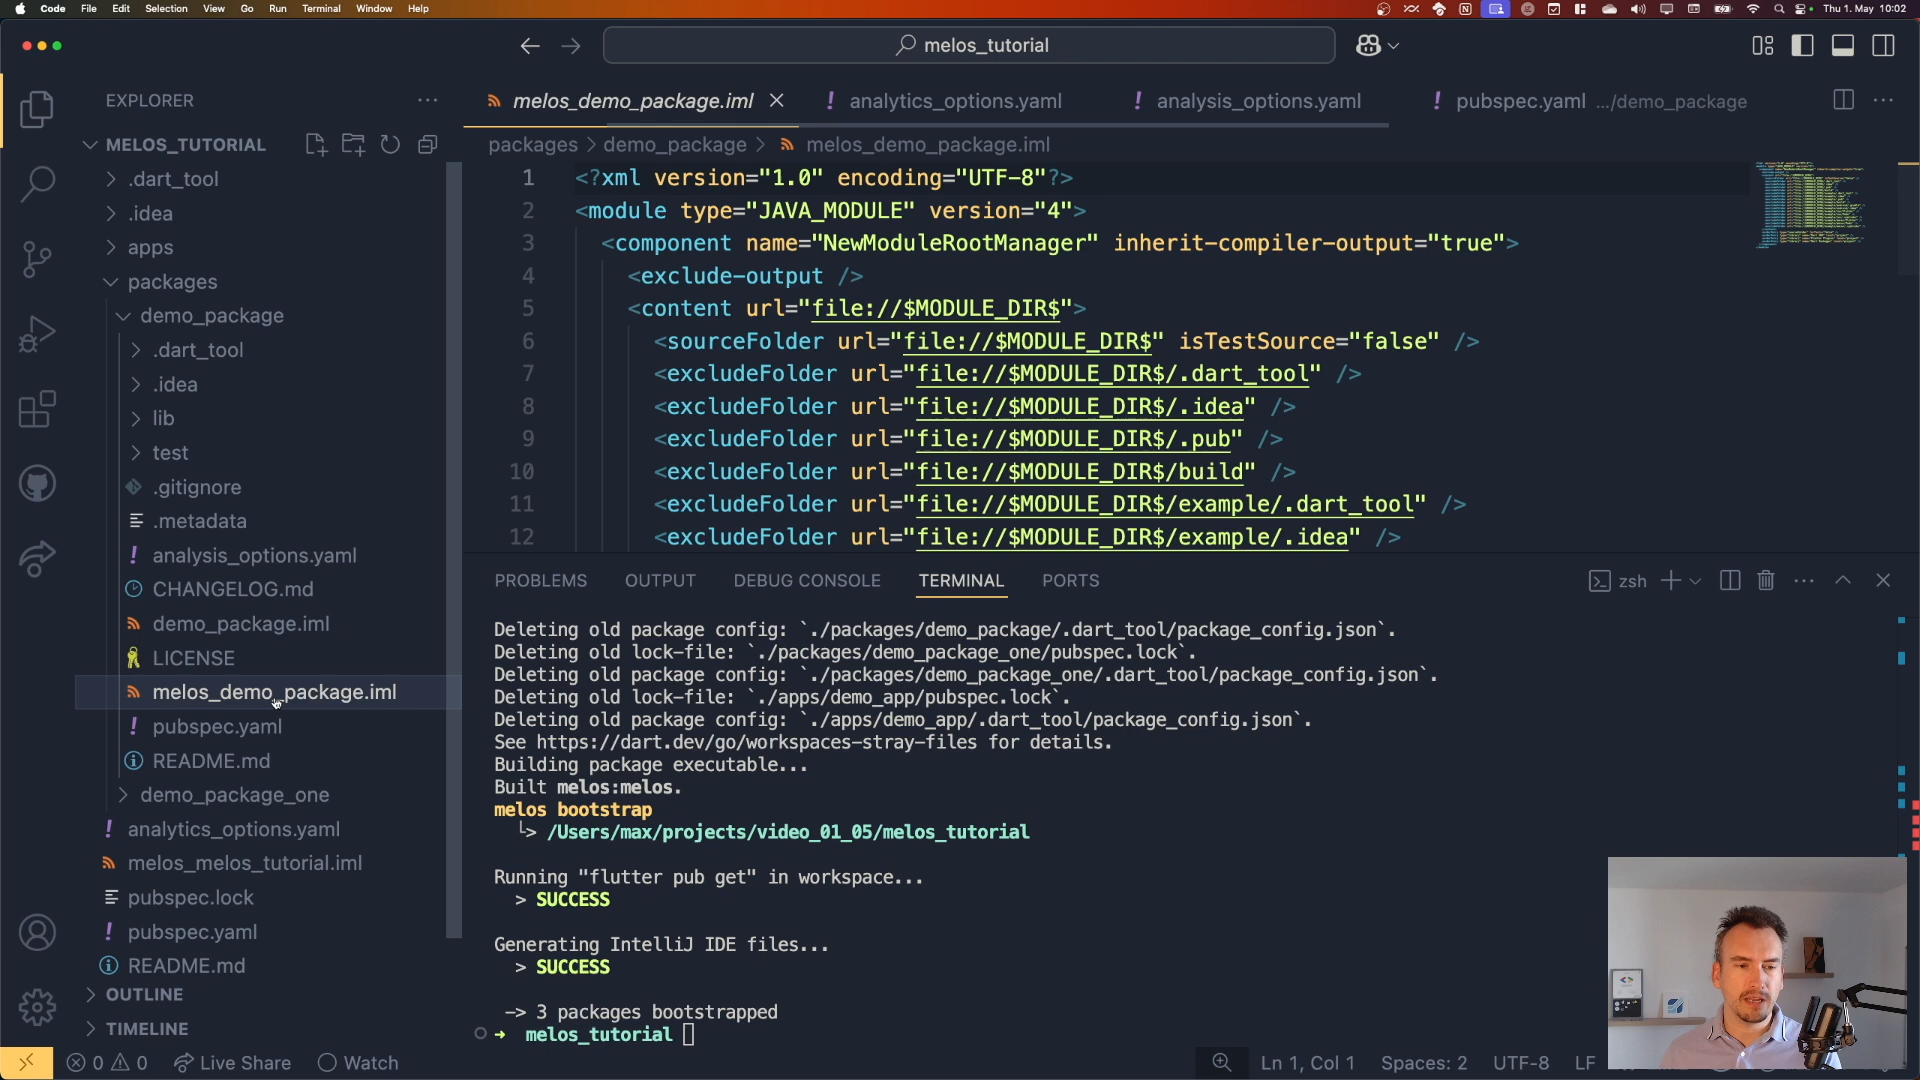 Code File Edit Selection View Go Run Terminal Window Help
Thu 1. May 10:02
melos_tutorial
EXPLORER
MELOS_TUTORIAL
.dart_tool
.idea
apps
packages
demo_package
.dart_tool
.idea
lib
test
.gitignore
.metadata
analysis_options.yaml
CHANGELOG.md
demo_package.iml
LICENSE
melos_demo_package.iml
pubspec.yaml
README.md
demo_package_one
analytics_options.yaml
melos_melos_tutorial.iml
pubspec.lock
pubspec.yaml
README.md
OUTLINE
TIMELINE
melos_demo_package.iml analytics_options.yaml analysis_options.yaml pubspec.yaml .../demo_package
packages > demo_package > melos_demo_package.iml
1 <?xml version="1.0" encoding="UTF-8"?>
2 <module type="JAVA_MODULE" version="4">
3 <component name="NewModuleRootManager" inherit-compiler-output="true">
4 <exclude-output />
5 <content url="file://$MODULE_DIR$">
6 <sourceFolder url="file://$MODULE_DIR$" isTestSource="false" />
7 <excludeFolder url="file://$MODULE_DIR$/.dart_tool" />
8 <excludeFolder url="file://$MODULE_DIR$/.idea" />
9 <excludeFolder url="file://$MODULE_DIR$/.pub" />
10 <excludeFolder url="file://$MODULE_DIR$/build" />
11 <excludeFolder url="file://$MODULE_DIR$/example/.dart_tool" />
12 <excludeFolder url="file://$MODULE_DIR$/example/.idea" />
PROBLEMS OUTPUT DEBUG CONSOLE TERMINAL PORTS
zsh
Deleting old package config: `./packages/demo_package/.dart_tool/package_config.json`.
Deleting old lock-file: `./packages/demo_package_one/pubspec.lock`.
Deleting old package config: `./packages/demo_package_one/.dart_tool/package_config.json`.
Deleting old lock-file: `./apps/demo_app/pubspec.lock`.
Deleting old package config: `./apps/demo_app/.dart_tool/package_config.json`.
See https://dart.dev/go/workspaces-stray-files for details.
Building package executable...
Built melos:melos.
melos bootstrap
└> /Users/max/projects/video_01_05/melos_tutorial
Running "flutter pub get" in workspace...
> SUCCESS
Generating IntelliJ IDE files...
> SUCCESS
-> 3 packages bootstrapped
➜ melos_tutorial
0 0 Live Share Watch
Ln 1, Col 1 Spaces: 2 UTF-8 LF